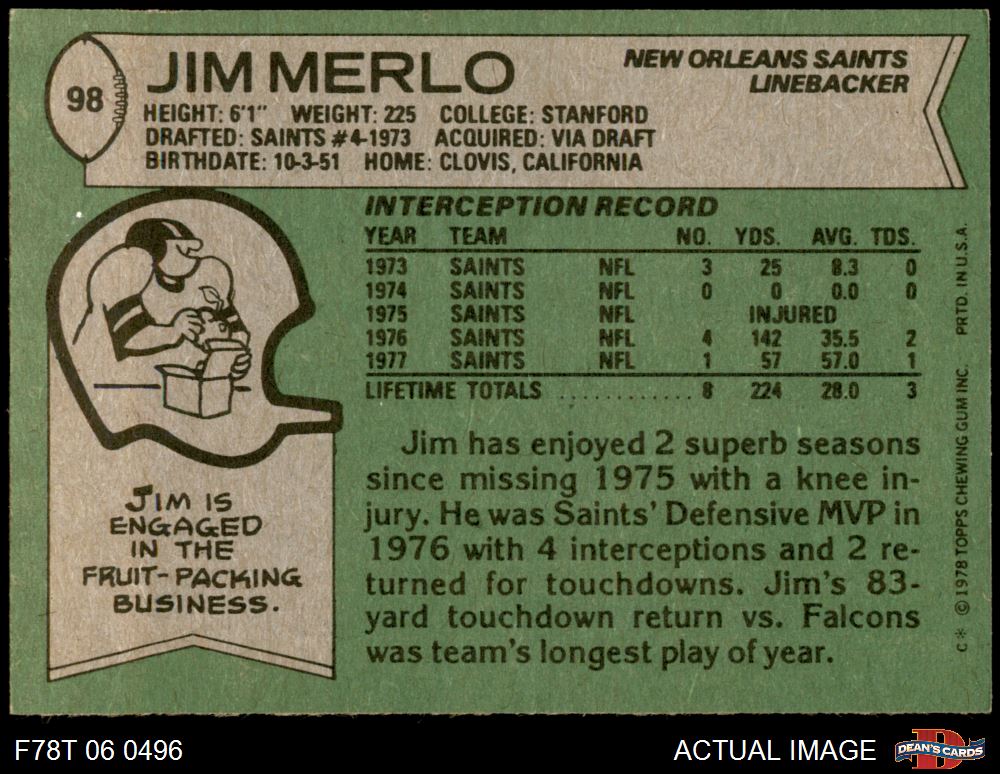 98
JIM MERLO
NEW ORLEANS SAINTS
LINEBACKER
HEIGHT: 6'1" WEIGHT: 225 COLLEGE: STANFORD
DRAFTED: SAINTS #4-1973 ACQUIRED: VIA DRAFT
BIRTHDATE: 10-3-51 HOME: CLOVIS, CALIFORNIA
INTERCEPTION RECORD
YEAR TEAM NO. YDS. AVG. TDS.
1973 SAINTS NFL 3 25 8.3 0
1974 SAINTS NFL 0 0 0.0 0
1975 SAINTS NFL INJURED
1976 SAINTS NFL 4 142 35.5 2
1977 SAINTS NFL 1 57 57.0 1
LIFETIME TOTALS ............ 8 224 28.0 3
JIM IS
ENGAGED
IN THE
FRUIT-PACKING
BUSINESS.
Jim has enjoyed 2 superb seasons
since missing 1975 with a knee in-
jury. He was Saints' Defensive MVP in
1976 with 4 interceptions and 2 re-
turned for touchdowns. Jim's 83-
yard touchdown return vs. Falcons
was team's longest play of year.
C* © 1978 TOPPS CHEWING GUM INC. PRTD. IN U.S.A.
F78T 06 0496
ACTUAL IMAGE
D
DEAN'S CARDS